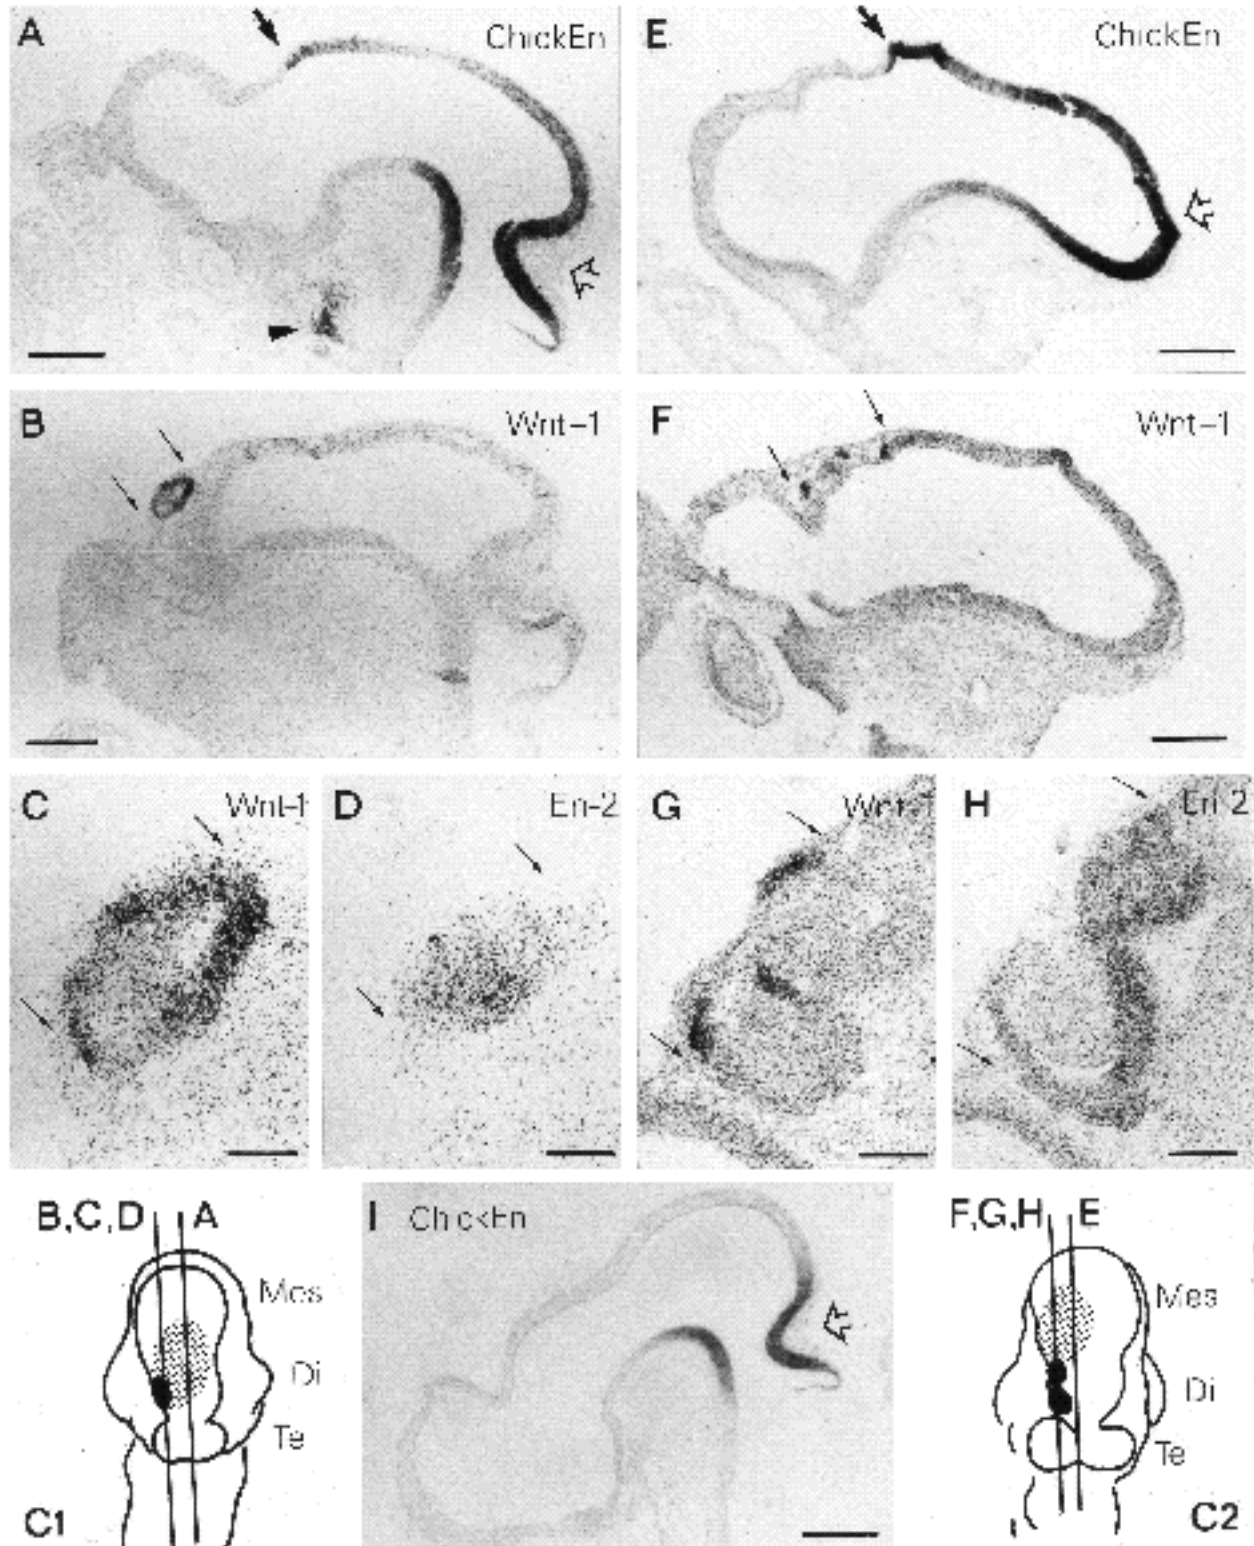 A ChickEn
E ChickEn
B Wnt-1
F Wnt-1
C Wnt-1
D En-2
G Wnt-1
H En 2
B,C,D A
Mes
Di
Te
C1
I ChickEn
F,G,H E
Mes
Di
Te
C2